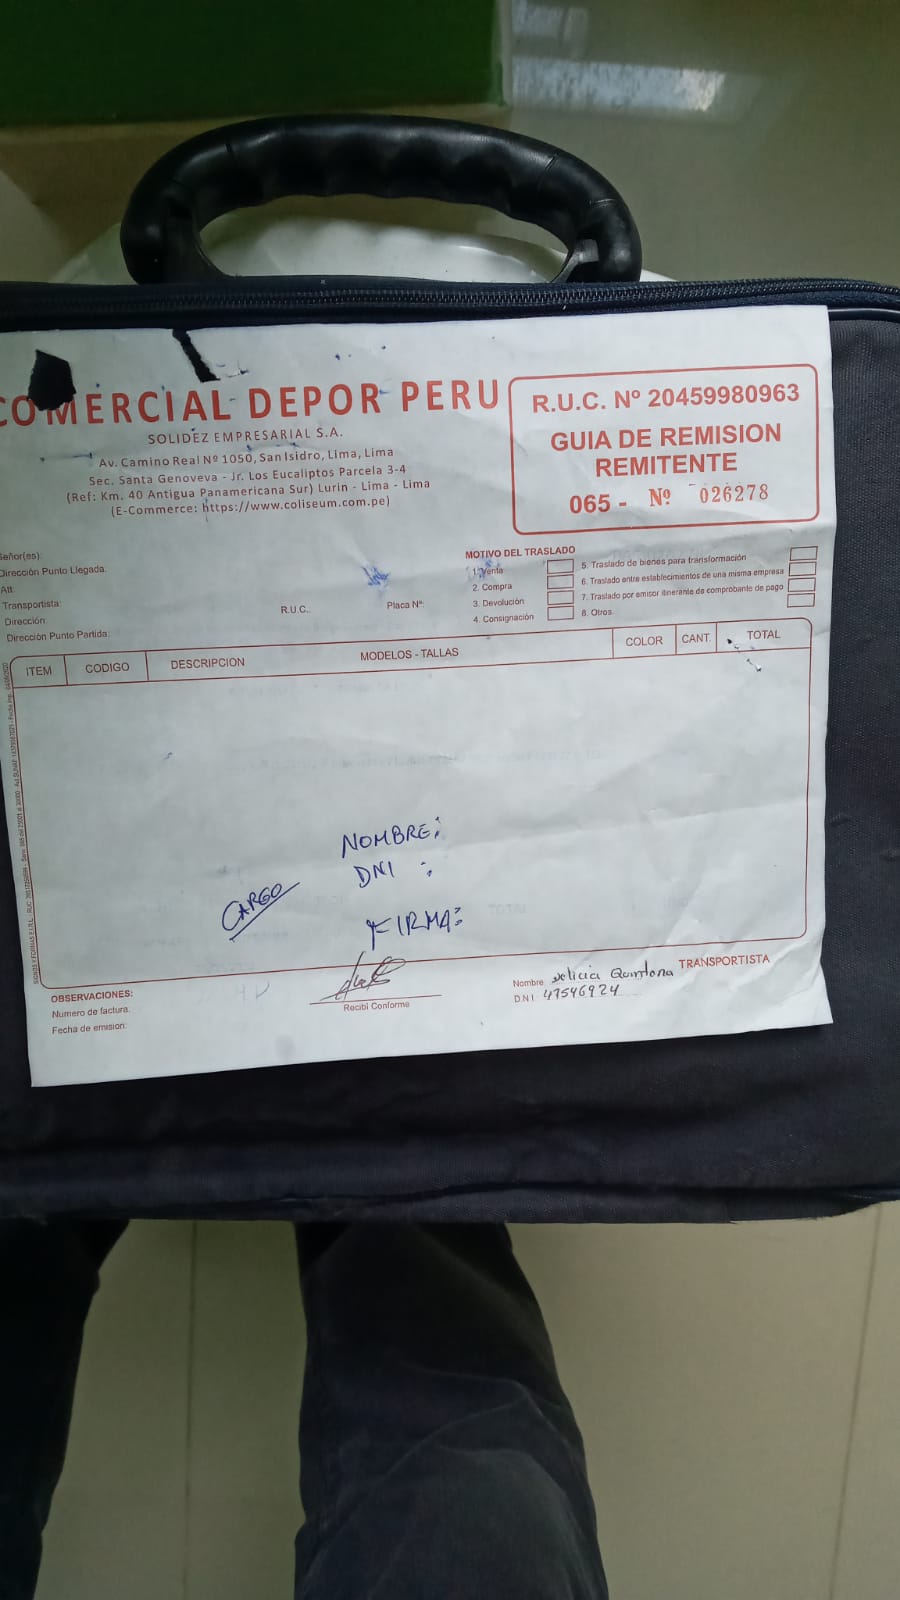 COMERCIAL DEPOR PERU
SOLIDEZ EMPRESARIAL S.A.
Av. Camino Real Nº 1050, San Isidro, Lima, Lima
Sec. Santa Genoveva - Jr. Los Eucaliptos Parcela 3-4
(Ref: Km. 40 Antigua Panamericana Sur) Lurin - Lima - Lima
(E-Commerce: https://www.coliseum.com.pe)
R.U.C. Nº 20459980963
GUIA DE REMISION
REMITENTE
065 - Nº 026278
Señor(es):
Dirección Punto Llegada:
Att:
Transportista:
Dirección:
Dirección Punto Partida:
R.U.C.:
Placa Nº:
MOTIVO DEL TRASLADO
1. Venta
2. Compra
3. Devolución
4. Consignación
5. Traslado de bienes para transformación
6. Traslado entre establecimientos de una misma empresa
7. Traslado por emisor itinerante de comprobante de pago
8. Otros.
ITEM CODIGO DESCRIPCION MODELOS - TALLAS COLOR CANT. TOTAL
NOMBRE:
DNI :
CARGO
FIRMA:
OBSERVACIONES:
Numero de factura:
Fecha de emision:
Recibí Conforme
TRANSPORTISTA
Nombre Delicia Quintana
D.N.I 47546924